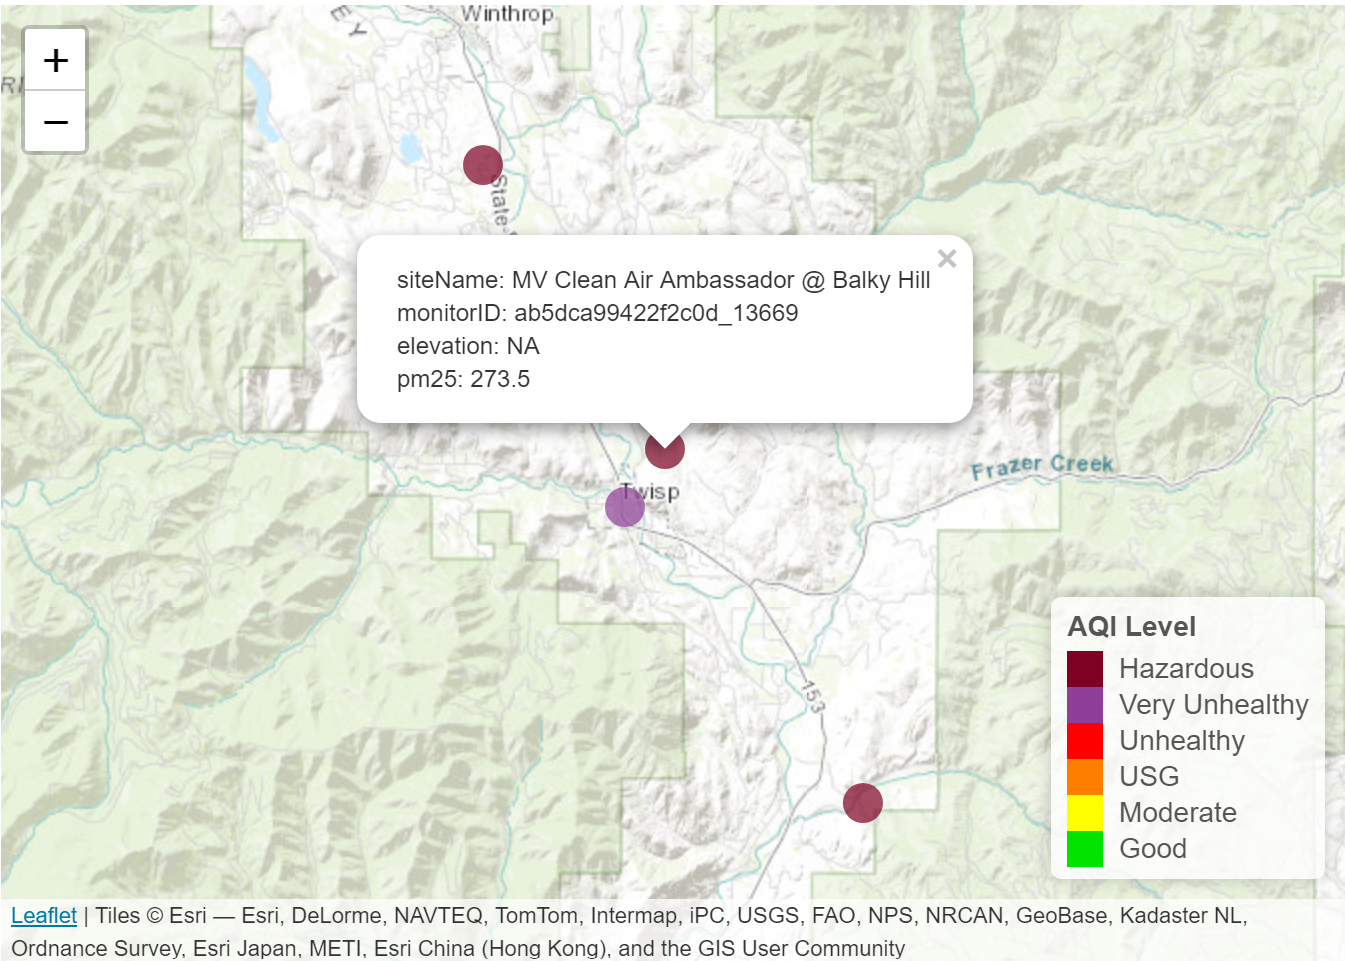 Winthrop
EY
RI
+
−
State
×
siteName: MV Clean Air Ambassador @ Balky Hill
monitorID: ab5dca99422f2c0d_13669
elevation: NA
pm25: 273.5
Frazer Creek
Twisp
153
AQI Level
Hazardous
Very Unhealthy
Unhealthy
USG
Moderate
Good
Leaflet | Tiles © Esri — Esri, DeLorme, NAVTEQ, TomTom, Intermap, iPC, USGS, FAO, NPS, NRCAN, GeoBase, Kadaster NL,
Ordnance Survey, Esri Japan, METI, Esri China (Hong Kong), and the GIS User Community